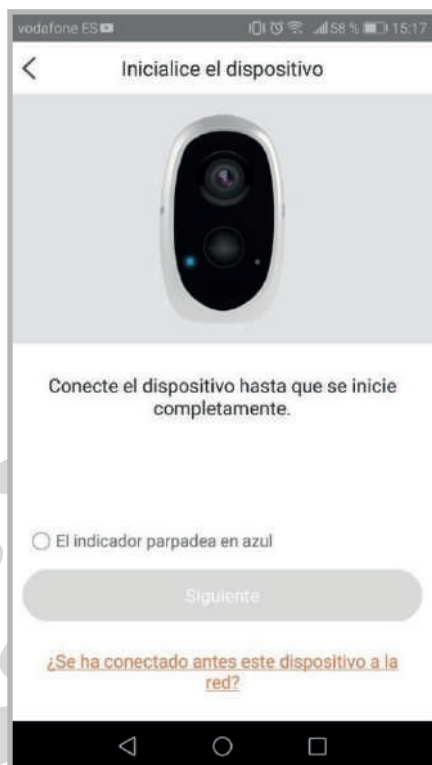 vodafone ES 58 % 15:17
Inicialice el dispositivo
Conecte el dispositivo hasta que se inicie
completamente.
El indicador parpadea en azul
Siguiente
¿Se ha conectado antes este dispositivo a la
red?